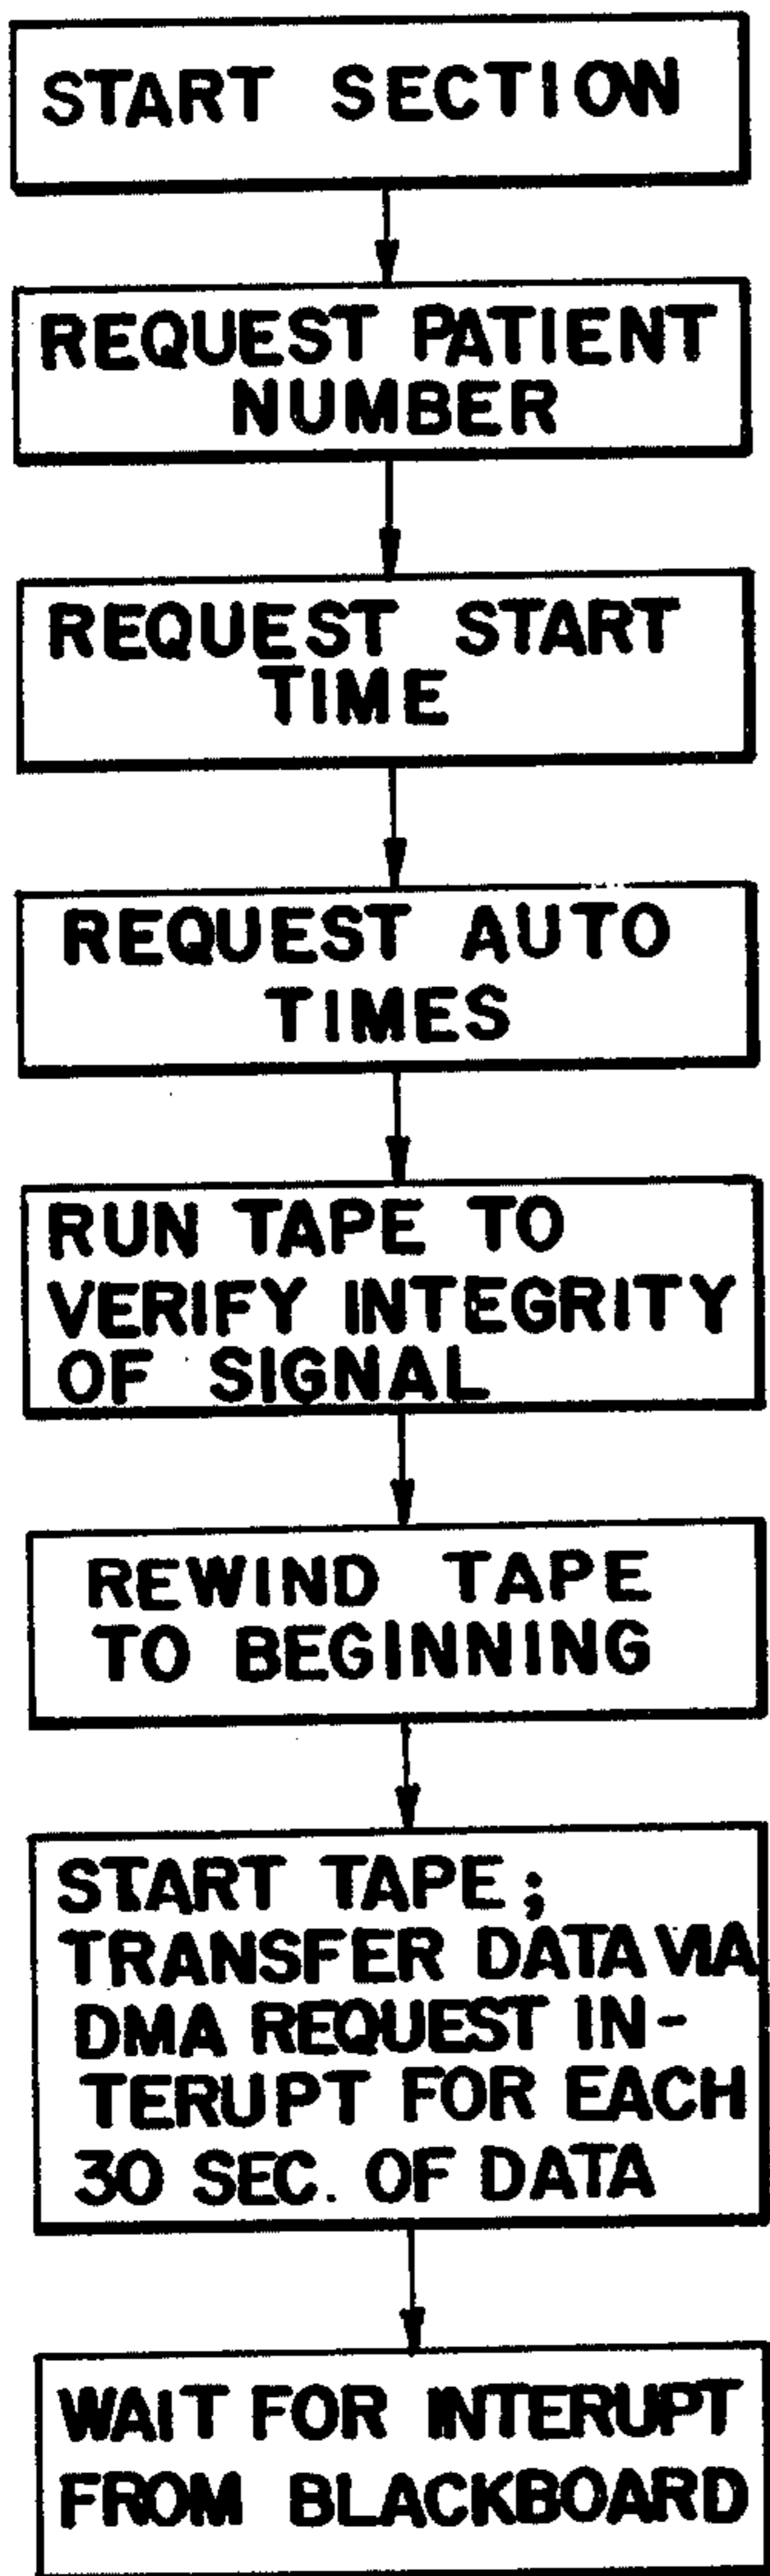 START SECTION
REQUEST PATIENT
NUMBER
REQUEST START
TIME
REQUEST AUTO
TIMES
RUN TAPE TO
VERIFY INTEGRITY
OF SIGNAL
REWIND TAPE
TO BEGINNING
START TAPE;
TRANSFER DATA VIA
DMA REQUEST IN-
TERUPT FOR EACH
30 SEC. OF DATA
WAIT FOR INTERUPT
FROM BLACKBOARD